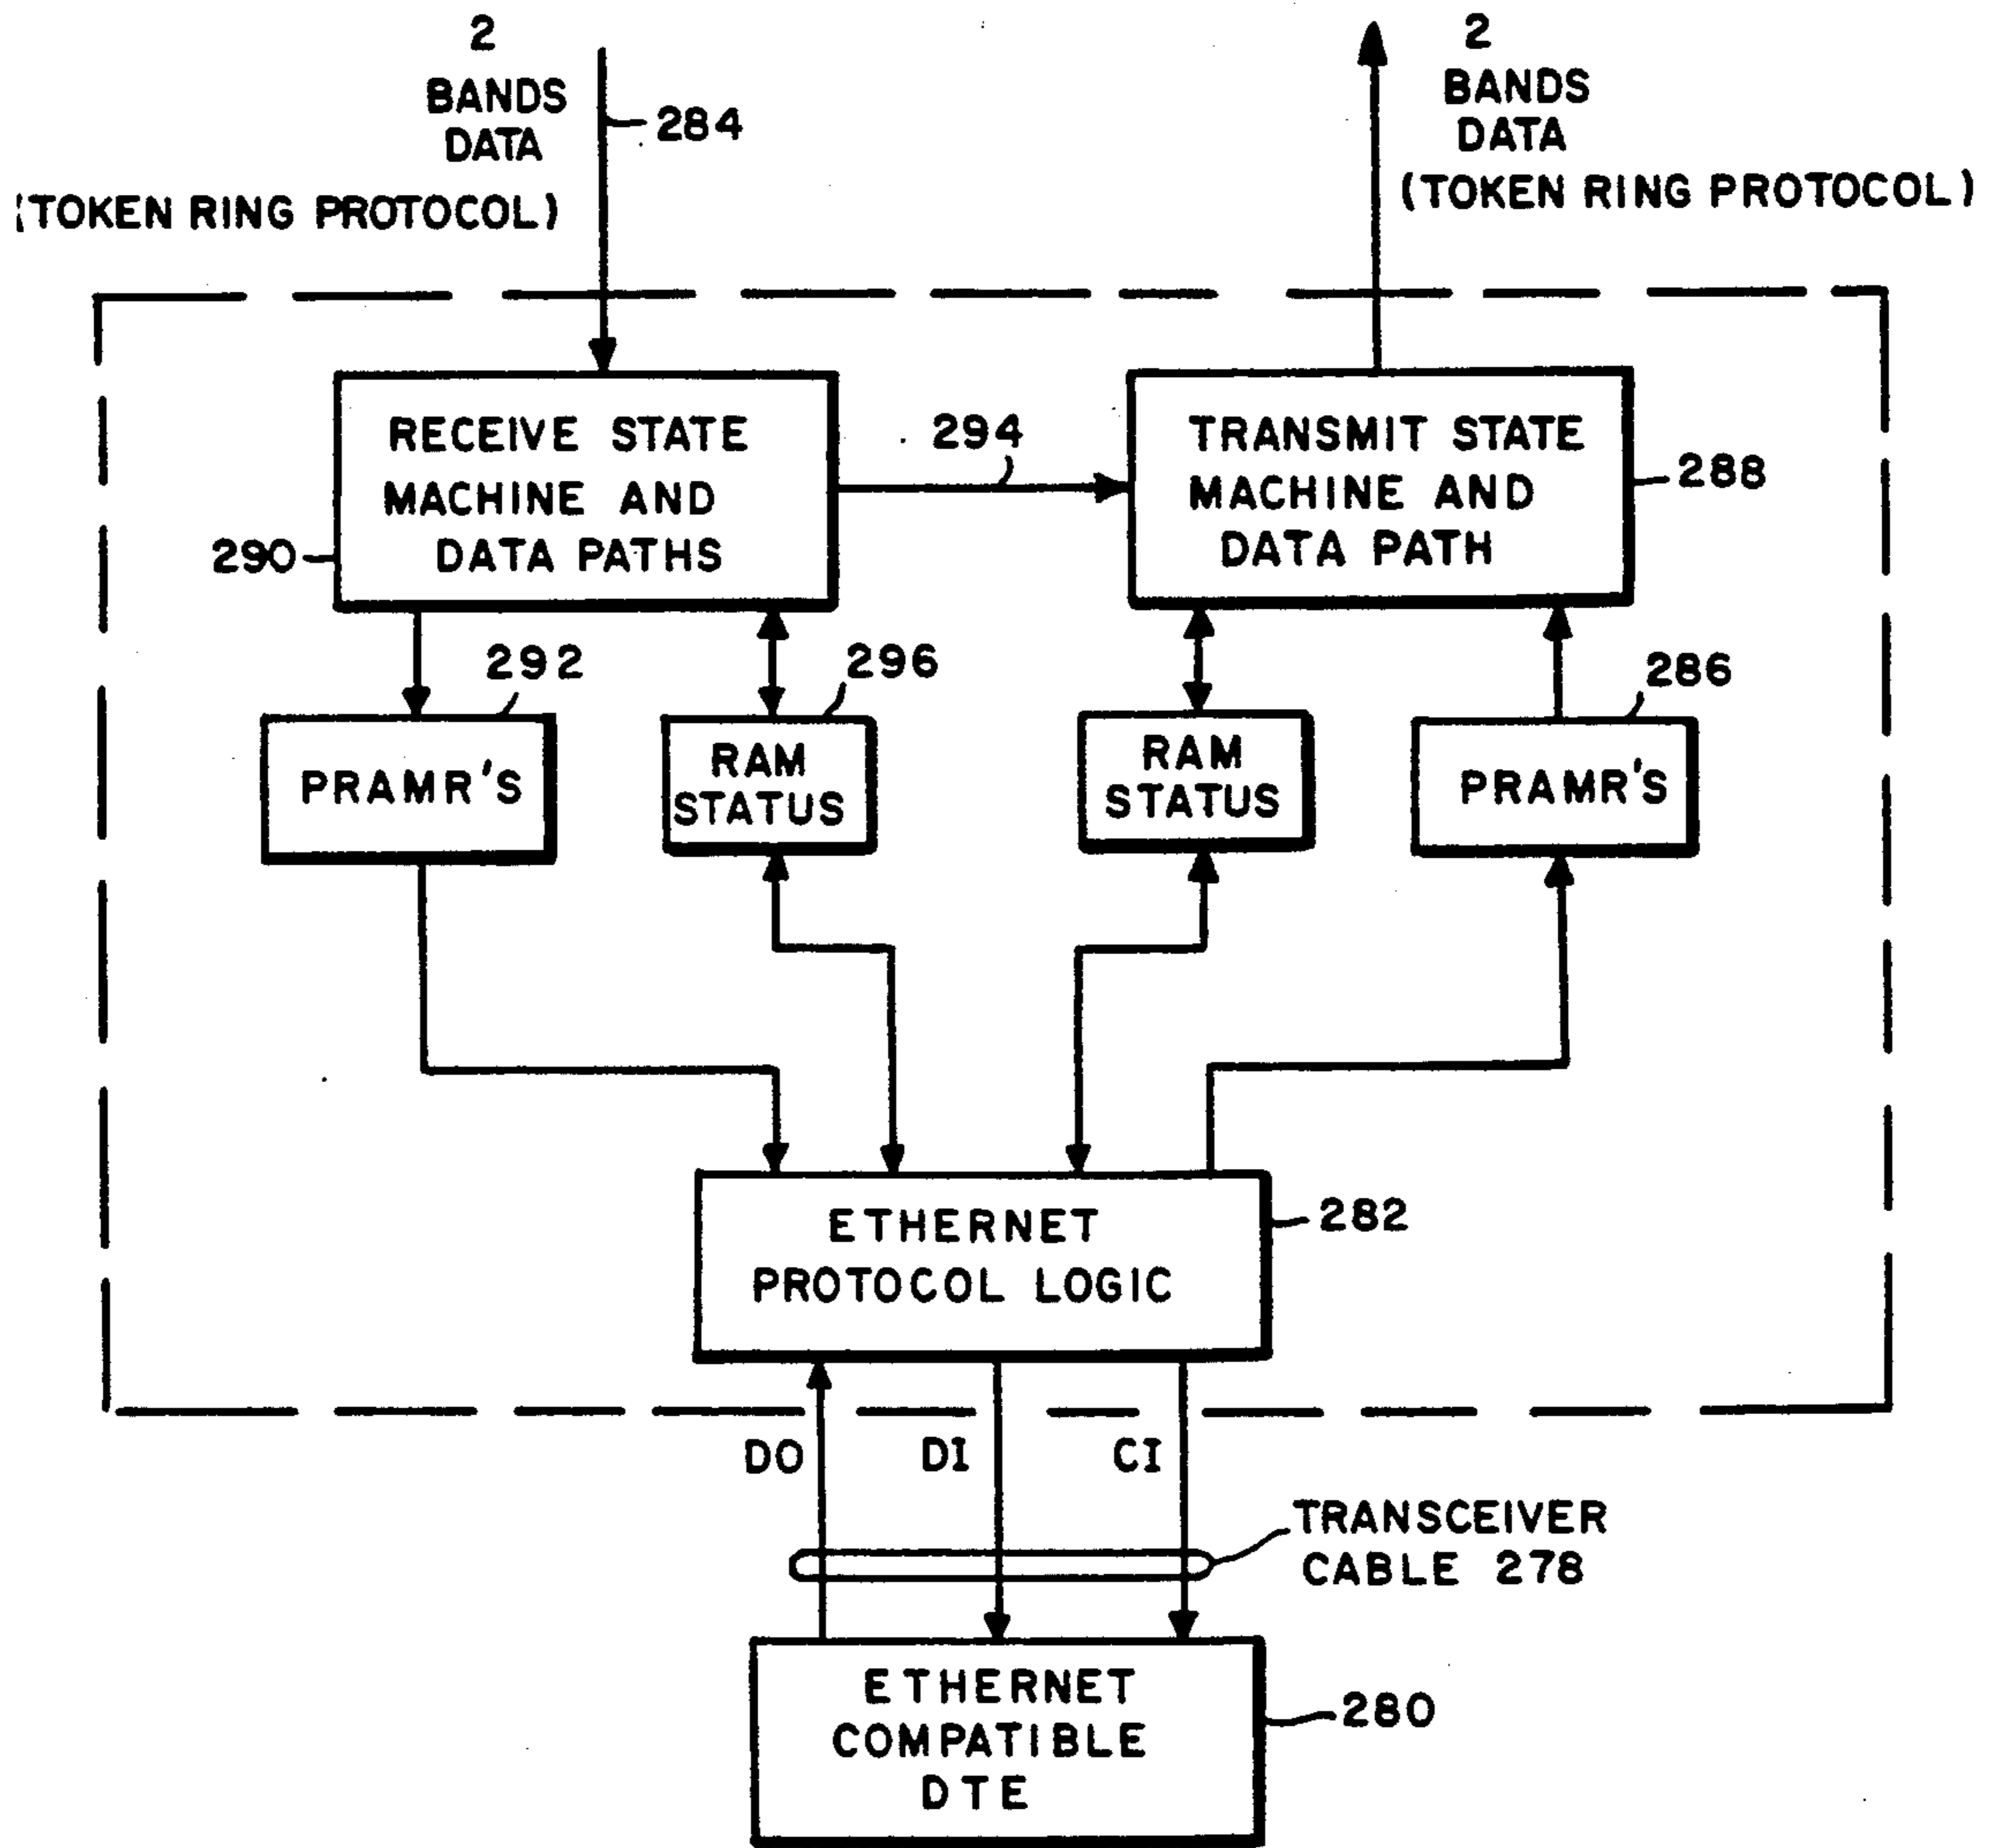 2
BANDS
DATA
(TOKEN RING PROTOCOL)
284
2
BANDS
DATA
(TOKEN RING PROTOCOL)
RECEIVE STATE
MACHINE AND
DATA PATHS
290
294
TRANSMIT STATE
MACHINE AND
DATA PATH
288
292
296
286
PRAMR'S
RAM
STATUS
RAM
STATUS
PRAMR'S
ETHERNET
PROTOCOL LOGIC
282
DO
DI
CI
TRANSCEIVER
CABLE 278
ETHERNET
COMPATIBLE
DTE
280